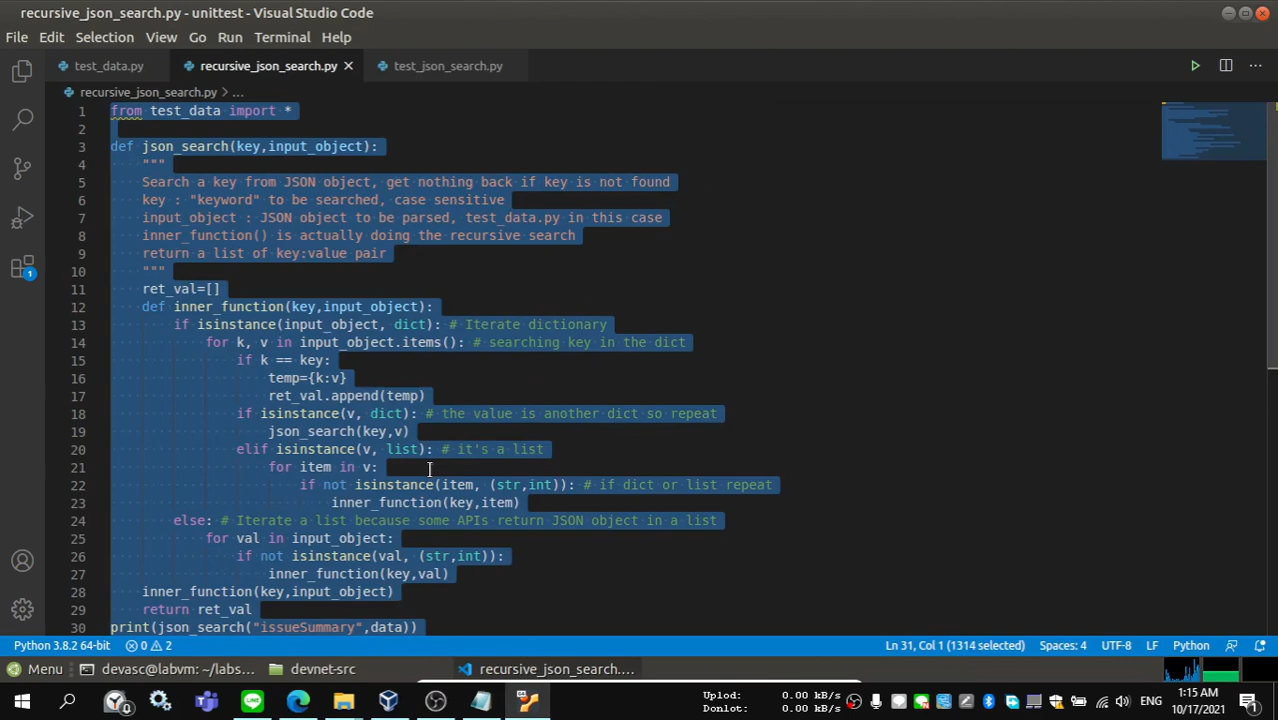 recursive_json_search.py - unittest - Visual Studio Code
File Edit Selection View Go Run Terminal Help
test_data.py recursive_json_search.py test_json_search.py
recursive_json_search.py > ...
1 from test_data import *
2
3 def json_search(key,input_object):
4 """
5 Search a key from JSON object, get nothing back if key is not found
6 key : "keyword" to be searched, case sensitive
7 input_object : JSON object to be parsed, test_data.py in this case
8 inner_function() is actually doing the recursive search
9 return a list of key:value pair
10 """
11 ret_val=[]
12 def inner_function(key,input_object):
13 if isinstance(input_object, dict): # Iterate dictionary
14 for k, v in input_object.items(): # searching key in the dict
15 if k == key:
16 temp={k:v}
17 ret_val.append(temp)
18 if isinstance(v, dict): # the value is another dict so repeat
19 json_search(key,v)
20 elif isinstance(v, list): # it's a list
21 for item in v:
22 if not isinstance(item, (str,int)): # if dict or list repeat
23 inner_function(key,item)
24 else: # Iterate a list because some APIs return JSON object in a list
25 for val in input_object:
26 if not isinstance(val, (str,int)):
27 inner_function(key,val)
28 inner_function(key,input_object)
29 return ret_val
30 print(json_search("issueSummary",data))
1
Python 3.8.2 64-bit 0 2 Ln 31, Col 1 (1314 selected) Spaces: 4 UTF-8 LF Python
Menu devasc@labvm: ~/labs... devnet-src recursive_json_search....
0 Uplod: 0.00 kB/s ENG 1:15 AM
Donlot: 0.00 kB/s 10/17/2021 1